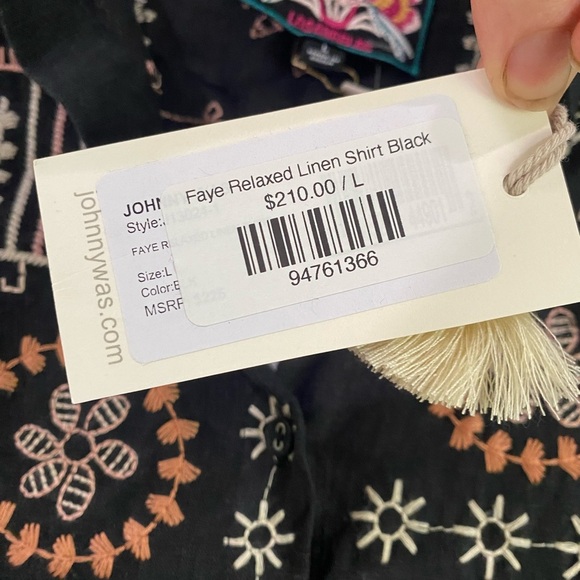 Faye Relaxed Linen Shirt Black
$210.00 / L
94761366
JOHN
Style:
FAYE R
Size:L
Color:B
MSRP
johnnywas.com